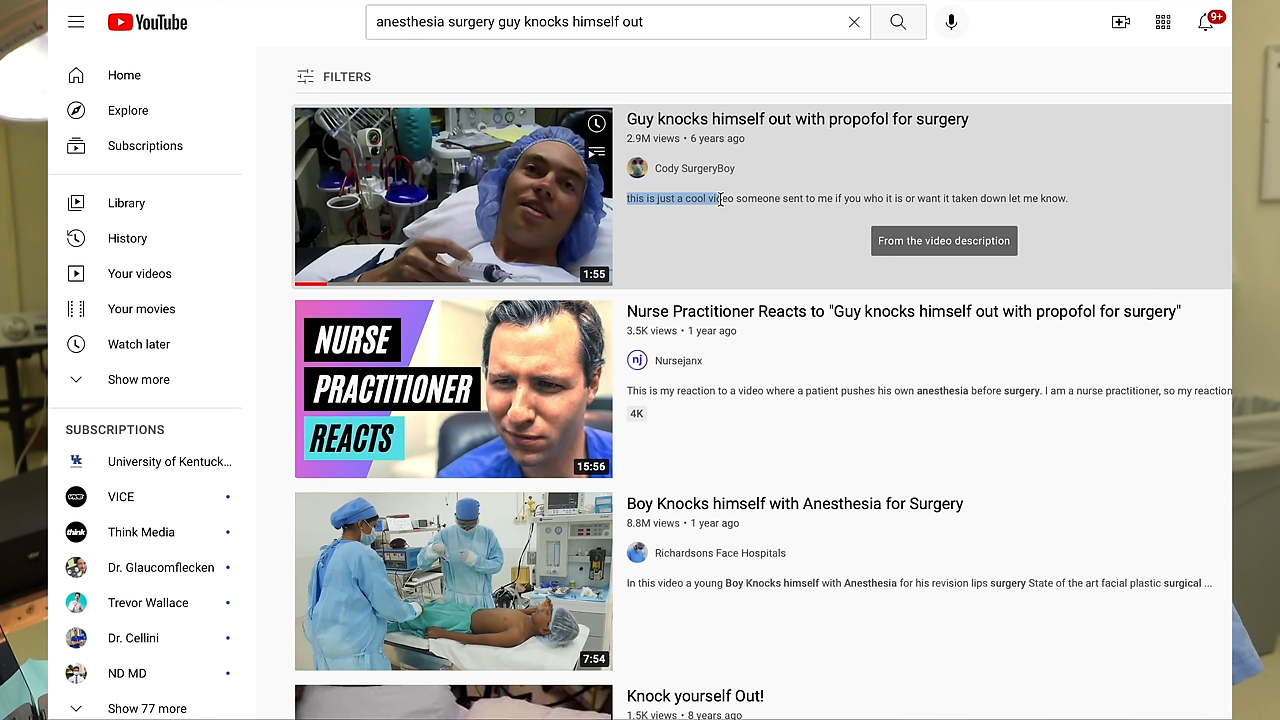 YouTube
anesthesia surgery guy knocks himself out
9+
Home
Explore
Subscriptions
Library
History
Your videos
Your movies
Watch later
Show more
SUBSCRIPTIONS
University of Kentuck...
VICE
think
Think Media
Dr. Glaucomflecken
Trevor Wallace
Dr. Cellini
ND MD
Show 77 more
FILTERS
1:55
Guy knocks himself out with propofol for surgery
2.9M views • 6 years ago
Cody SurgeryBoy
this is just a cool video someone sent to me if you who it is or want it taken down let me know.
From the video description
NURSE
PRACTITIONER
REACTS
15:56
Nurse Practitioner Reacts to "Guy knocks himself out with propofol for surgery"
3.5K views • 1 year ago
nj Nursejanx
This is my reaction to a video where a patient pushes his own anesthesia before surgery. I am a nurse practitioner, so my reaction
4K
7:54
Boy Knocks himself with Anesthesia for Surgery
8.8M views • 1 year ago
Richardsons Face Hospitals
In this video a young Boy Knocks himself with Anesthesia for his revision lips surgery State of the art facial plastic surgical ...
Knock yourself Out!
1.5K views • 8 years ago